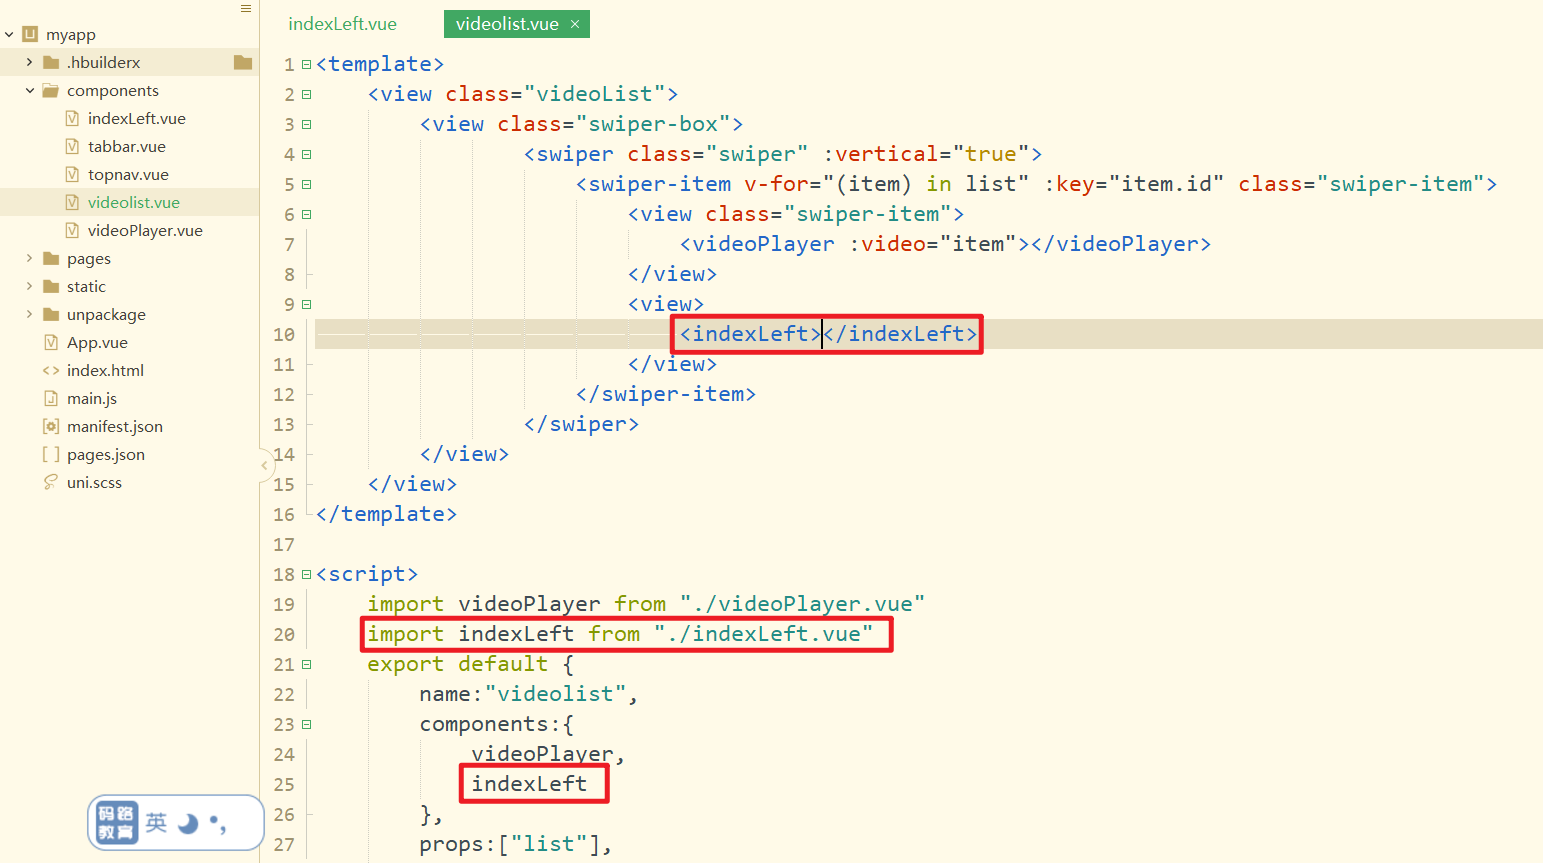 myapp
.hbuilderx
components
indexLeft.vue
tabbar.vue
topnav.vue
videolist.vue
videoPlayer.vue
pages
static
unpackage
App.vue
index.html
main.js
manifest.json
pages.json
uni.scss
indexLeft.vue
videolist.vue ×
1 <template>
2 <view class="videoList">
3 <view class="swiper-box">
4 <swiper class="swiper" :vertical="true">
5 <swiper-item v-for="(item) in list" :key="item.id" class="swiper-item">
6 <view class="swiper-item">
7 <videoPlayer :video="item"></videoPlayer>
8 </view>
9 <view>
10 <indexLeft></indexLeft>
11 </view>
12 </swiper-item>
13 </swiper>
14 </view>
15 </view>
16 </template>
17
18 <script>
19 import videoPlayer from "./videoPlayer.vue"
20 import indexLeft from "./indexLeft.vue"
21 export default {
22 name:"videolist",
23 components:{
24 videoPlayer,
25 indexLeft
26 },
27 props:["list"],
码路
教育
英